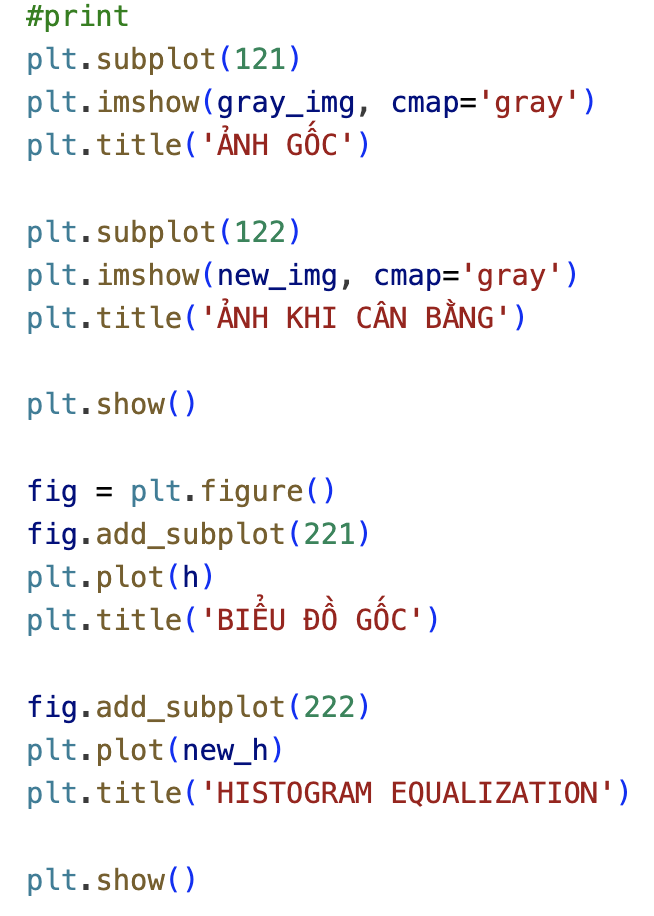 #print
plt.subplot(121)
plt.imshow(gray_img, cmap='gray')
plt.title('ẢNH GỐC')
plt.subplot(122)
plt.imshow(new_img, cmap='gray')
plt.title('ẢNH KHI CÂN BẰNG')
plt.show()
fig = plt.figure()
fig.add_subplot(221)
plt.plot(h)
plt.title('BIỂU ĐỒ GỐC')
fig.add_subplot(222)
plt.plot(new_h)
plt.title('HISTOGRAM EQUALIZATION')
plt.show()